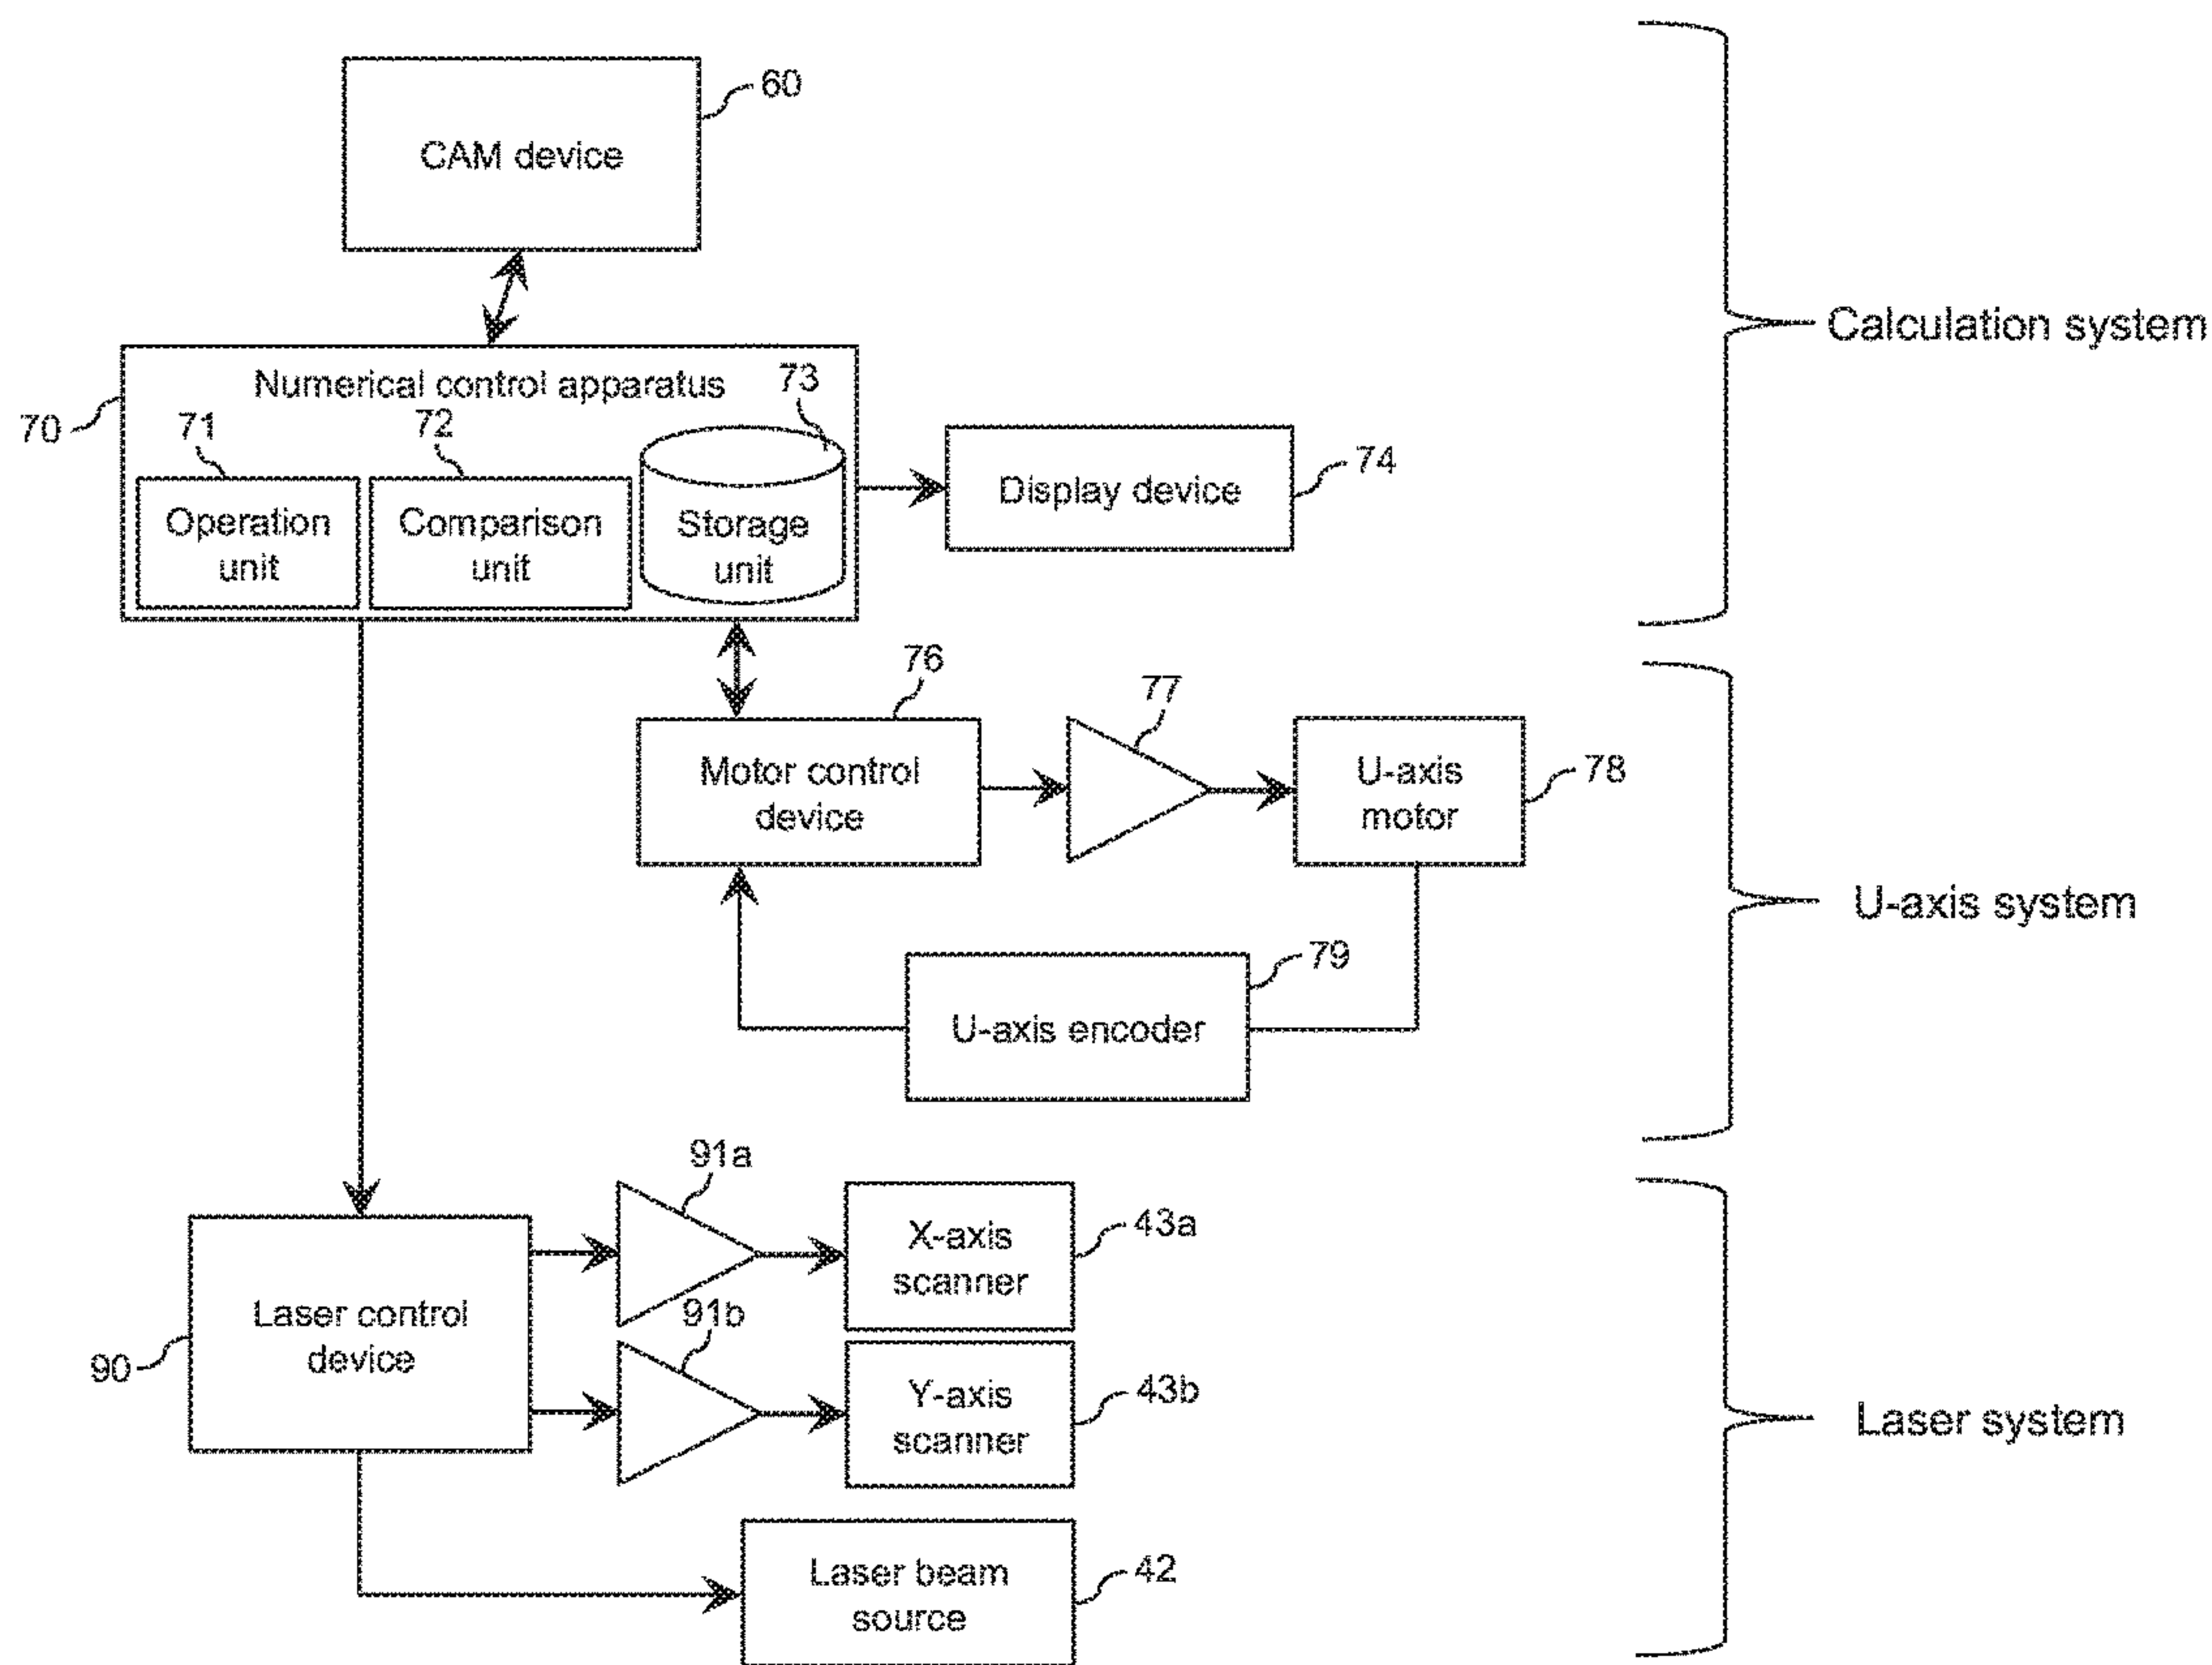 60
CAM device
Calculation system
Numerical control apparatus
73
70
71
72
74
Display device
Operation
unit
Comparison
unit
Storage
unit
76
77
Motor control
device
U-axis
motor
78
U-axis system
79
U-axis encoder
91a
X-axis
scanner
43a
Laser control
device
91b
90
Y-axis
scanner
43b
Laser system
Laser beam
source
42